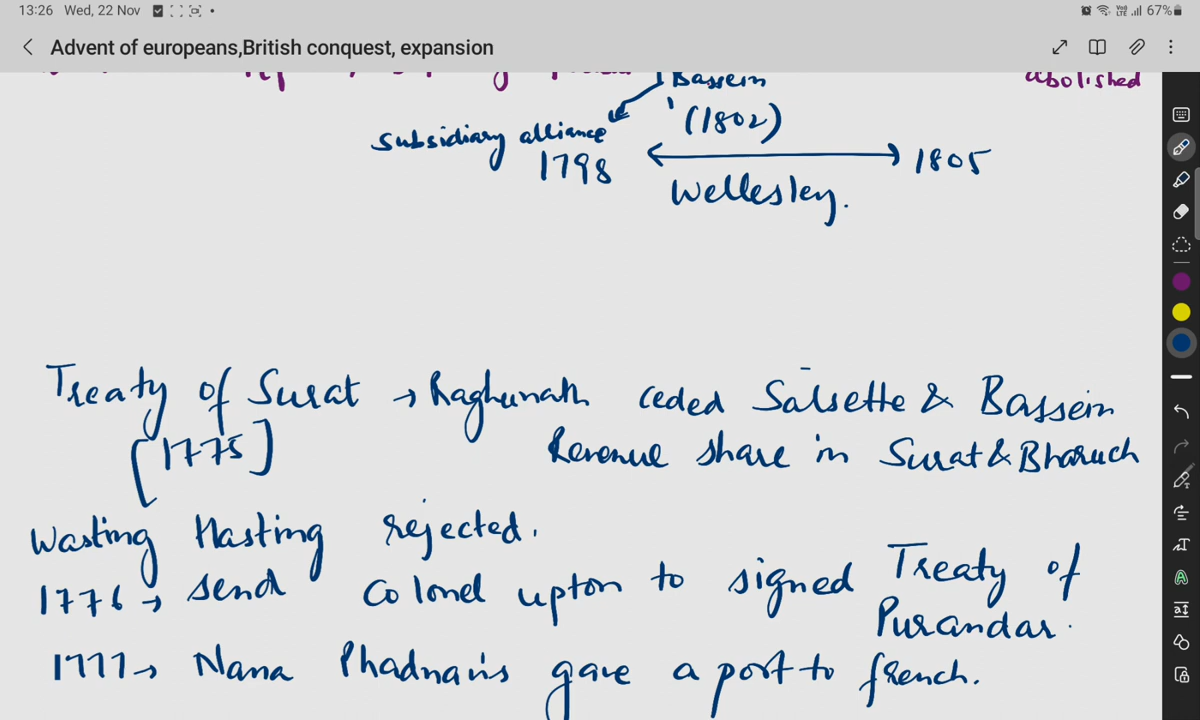 13:26 Wed, 22 Nov
67%
Advent of europeans,British conquest, expansion
Bassein
abolished
(1802)
subsidiary alliance
1798
1805
Wellesley.
Treaty of Surat → Raghunath ceded Salsette & Bassein
[1775]
Revenue share in Surat & Bharuch
Wasting Hasting rejected.
1776 → send Colonel upton to signed Treaty of
Purandar.
1777 → Nana Phadnavis gave a port to french.